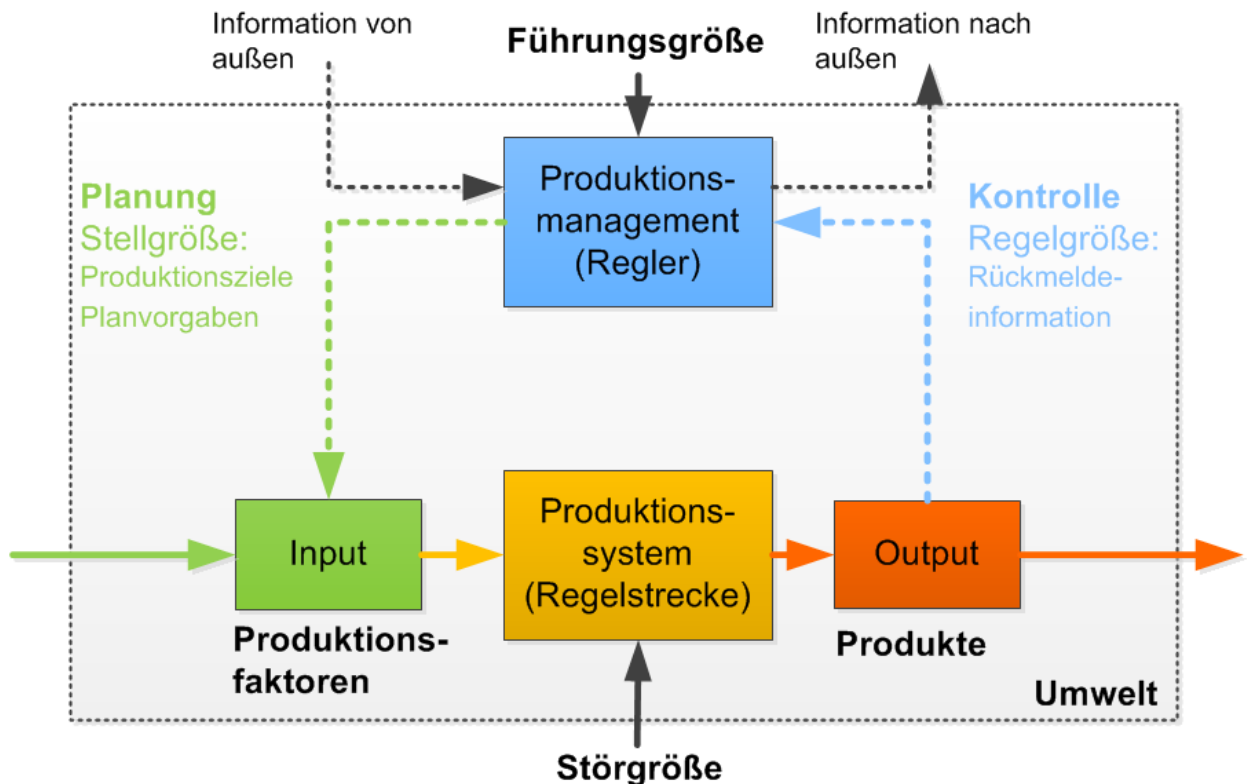 Information von
außen
Führungsgröße
Information nach
außen
Planung
Stellgröße:
Produktionsziele
Planvorgaben
Produktions-
management
(Regler)
Kontrolle
Regelgröße:
Rückmelde-
information
Input
Produktions-
faktoren
Produktions-
system
(Regelstrecke)
Output
Produkte
Umwelt
Störgröße